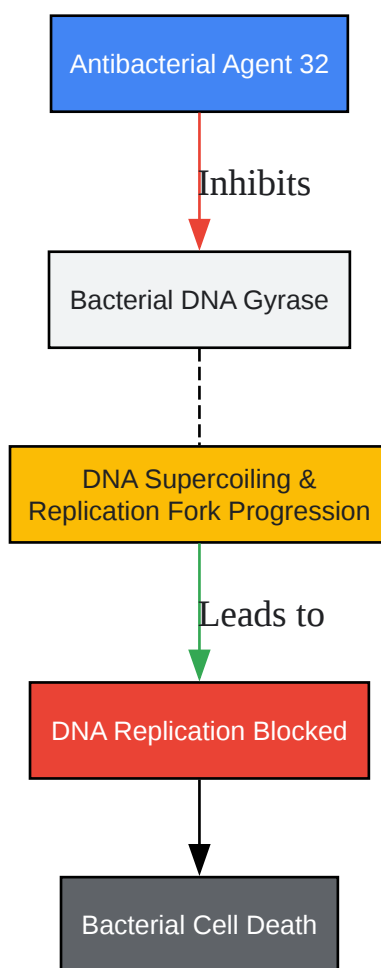 Antibacterial Agent 32
Inhibits
Bacterial DNA Gyrase
DNA Supercoiling &
Replication Fork Progression
Leads to
DNA Replication Blocked
Bacterial Cell Death